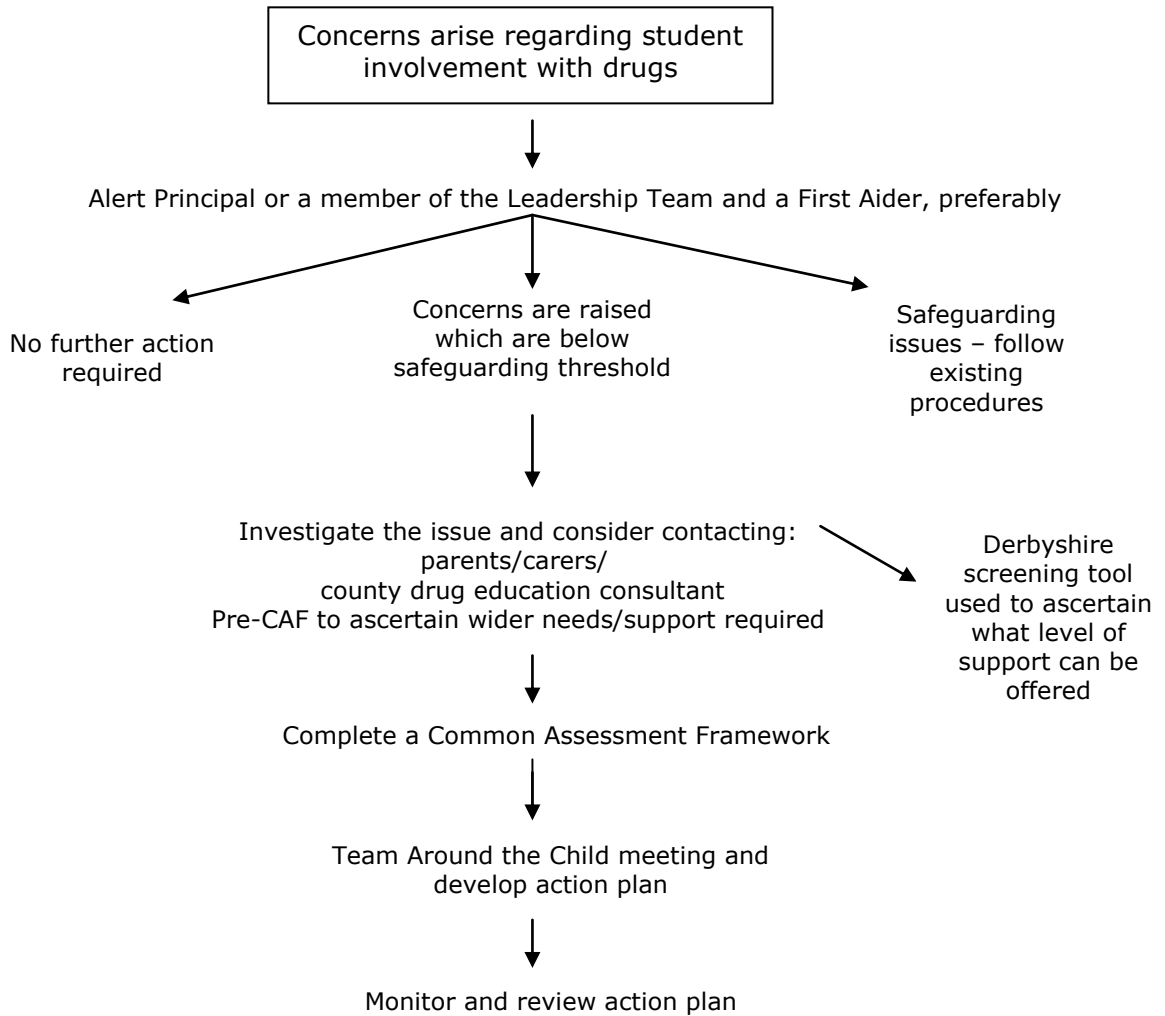 Concerns arise regarding student
involvement with drugs
Alert Principal or a member of the Leadership Team and a First Aider, preferably
No further action
required
Concerns are raised
which are below
safeguarding threshold
Safeguarding
issues – follow
existing
procedures
Investigate the issue and consider contacting:
parents/carers/
county drug education consultant
Pre-CAF to ascertain wider needs/support required
Derbyshire
screening tool
used to ascertain
what level of
support can be
offered
Complete a Common Assessment Framework
Team Around the Child meeting and
develop action plan
Monitor and review action plan